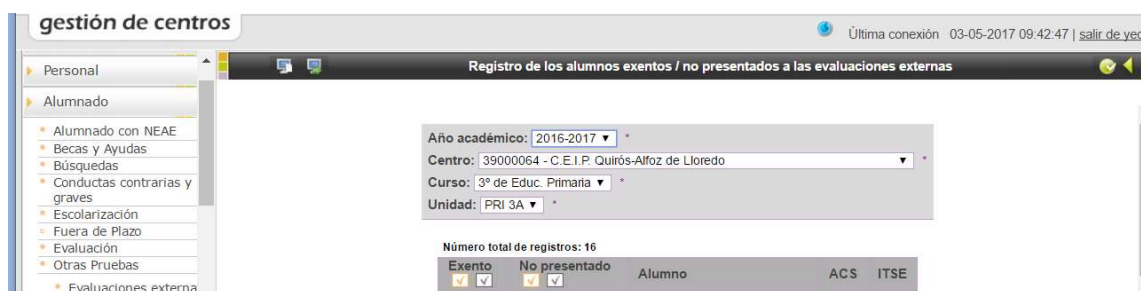 gestión de centros
Última conexión 03-05-2017 09:42:47 | salir de yed
Personal
Registro de los alumnos exentos / no presentados a las evaluaciones externas
Alumnado
Alumnado con NEAE
Becas y Ayudas
Búsquedas
Conductas contrarias y
graves
Escolarización
Fuera de Plazo
Evaluación
Otras Pruebas
Evaluaciones externa
Año académico: 2016-2017 *
Centro: 39000064 - C.E.I.P. Quirós-Alfoz de Lloredo *
Curso: 3º de Educ. Primaria *
Unidad: PRI 3A *
Número total de registros: 16
Exento No presentado Alumno ACS ITSE